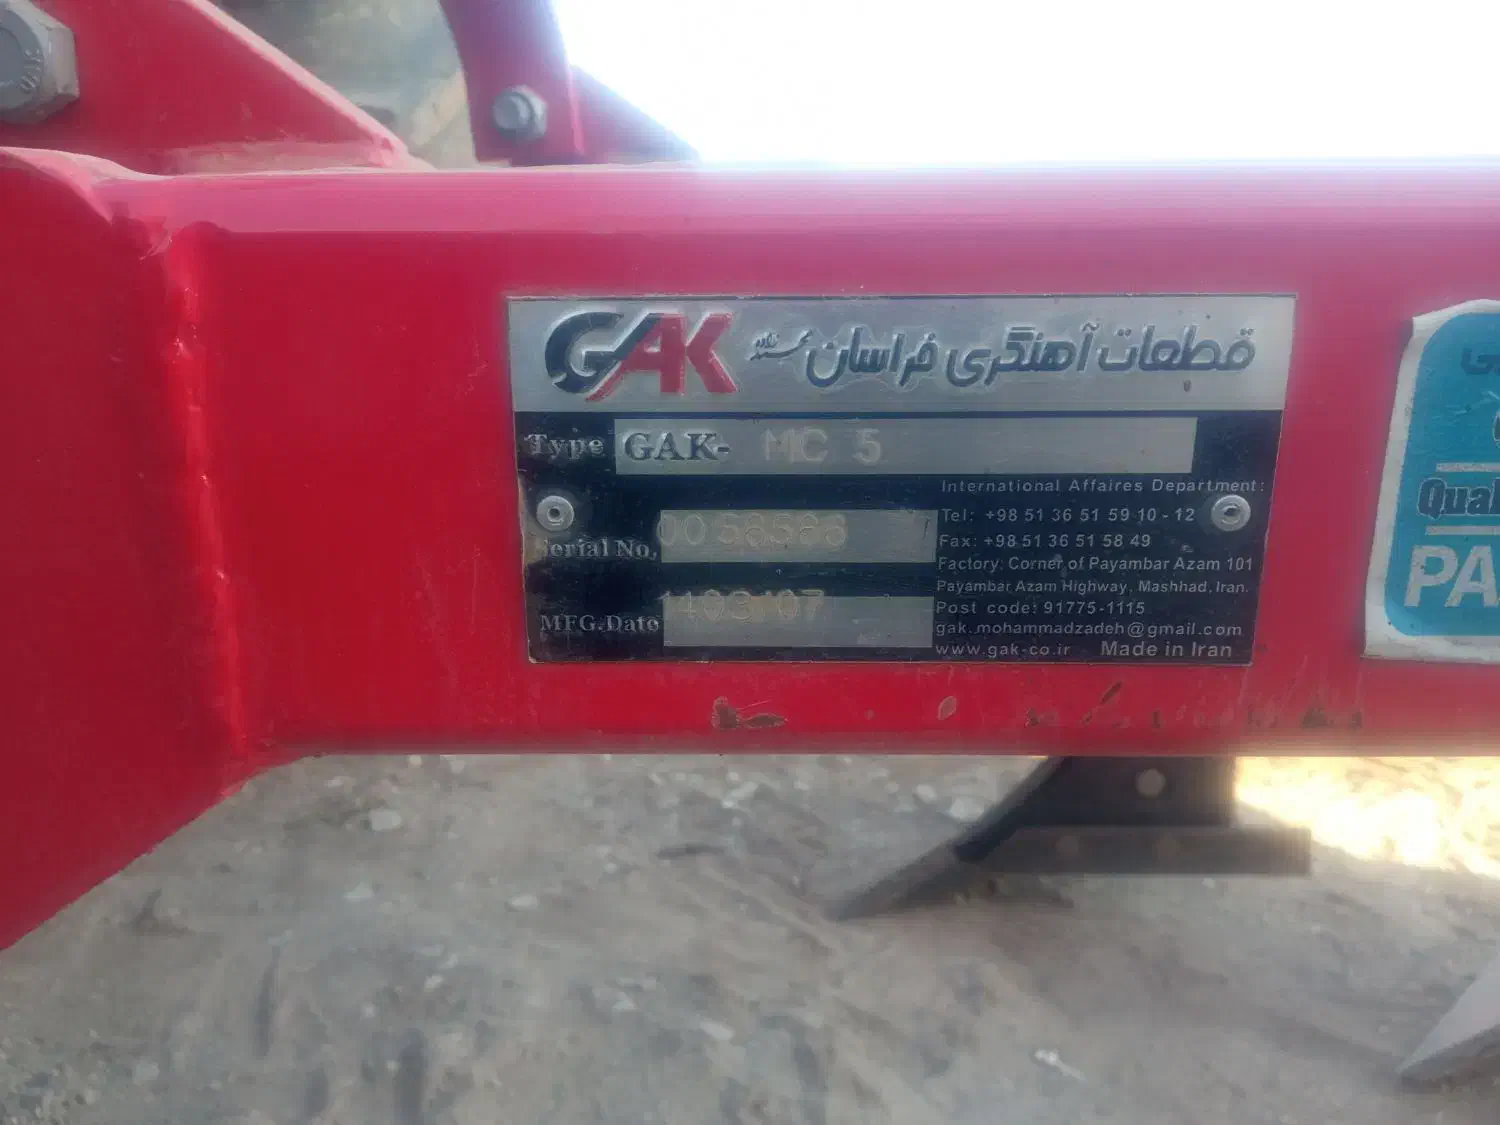 GAK قطعات آهنگری خراسان
Type GAK- MC 5
International Affaires Department:
Tel: +98 51 36 51 59 10 - 12
Serial No. 0058588
Fax: +98 51 36 51 58 49
Factory: Corner of Payambar Azam 101
Payambar Azam Highway, Mashhad, Iran.
MFG.Date 1403/07
Post code: 91775-1115
gak.mohammadzadeh@gmail.com
www.gak-co.ir Made in Iran